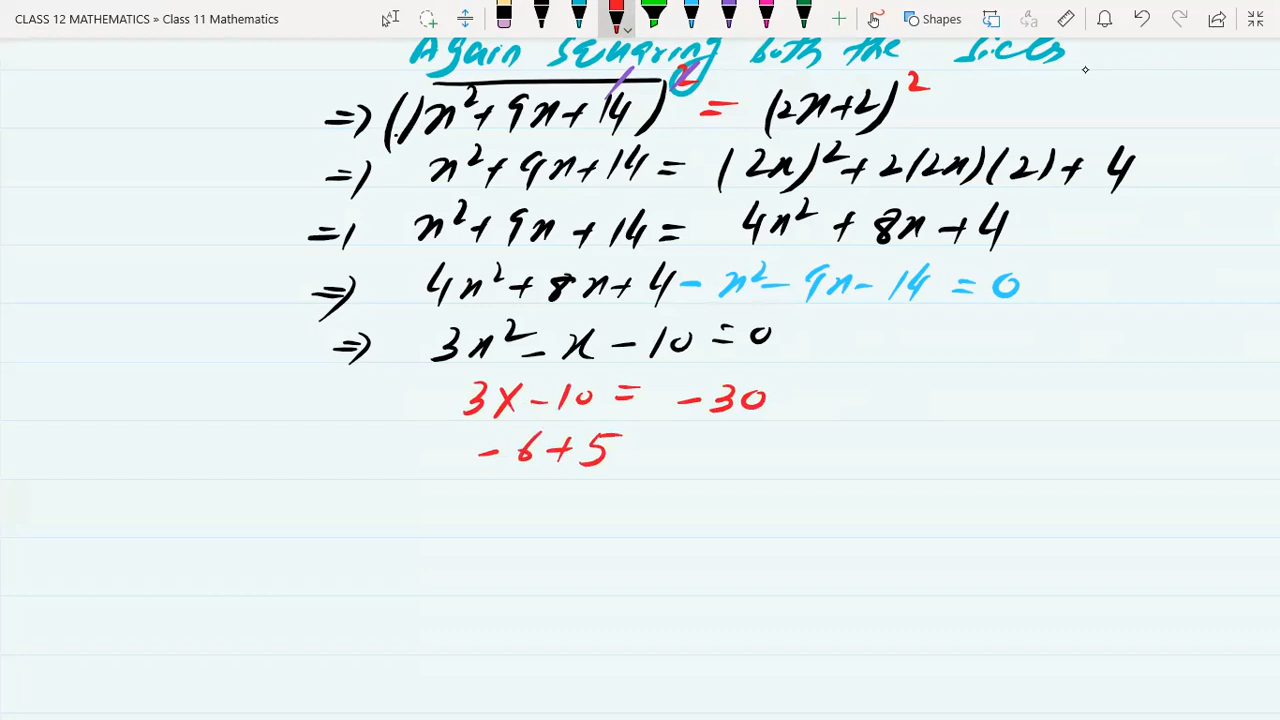 CLASS 12 MATHEMATICS » Class 11 Mathematics
Shapes
Again Squaring both the sides
=> (√x²+9x+14)² = (2x+2)²
=> x²+9x+14 = (2x)²+2(2x)(2)+4
=> x²+9x+14 = 4x²+8x+4
=> 4x²+8x+4-x²-9x-14=0
=> 3x²-x-10=0
3x-10= -30
-6+5